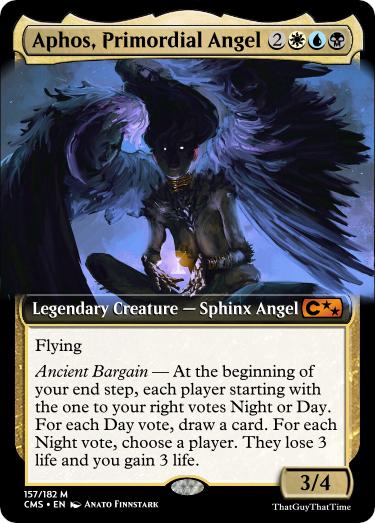 Aphos, Primordial Angel 2
Legendary Creature — Sphinx Angel C
Flying
Ancient Bargain — At the beginning of
your end step, each player starting with
the one to your right votes Night or Day.
For each Day vote, draw a card. For each
Night vote, choose a player. They lose 3
life and you gain 3 life.
3/4
157/182 M
CMS • EN Anato Finnstark
ThatGuyThatTime